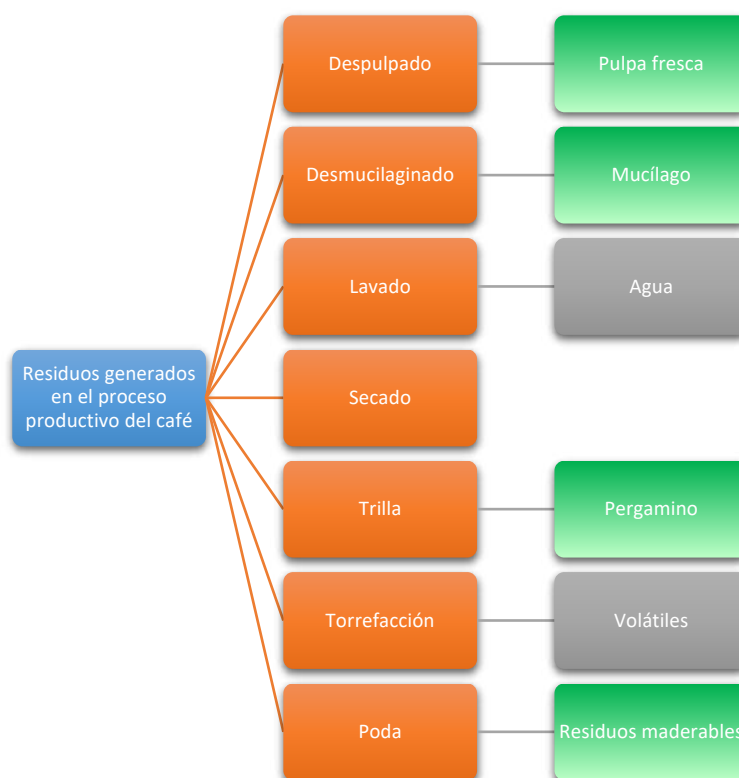 Despulpado
Pulpa fresca
Desmucilaginado
Mucílago
Lavado
Agua
Residuos generados
en el proceso
productivo del café
Secado
Trilla
Pergamino
Torrefacción
Volátiles
Poda
Residuos maderables